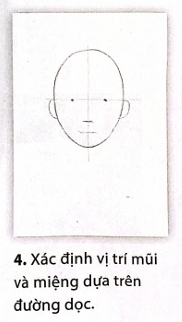 4. Xác định vị trí mũi
và miệng dựa trên
đường dọc.